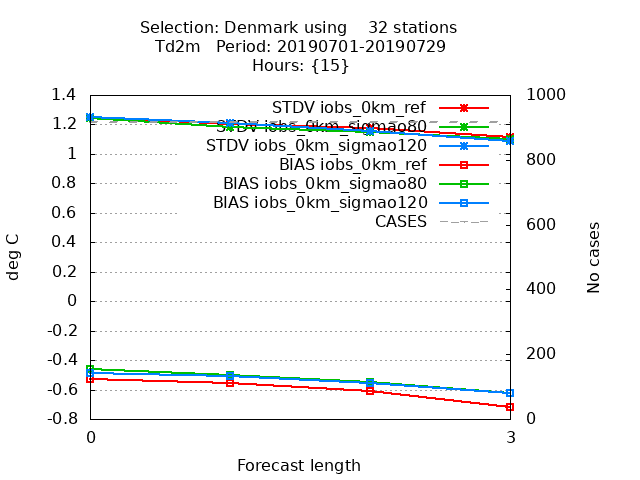 Selection: Denmark using    32 stations
Td2m   Period: 20190701-20190729
Hours: {15}
1.4
1.2
1
0.8
0.6
0.4
0.2
0
-0.2
-0.4
-0.6
-0.8
deg C
STDV iobs_0km_ref
STDV iobs_0km_sigmao80
STDV iobs_0km_sigmao120
BIAS iobs_0km_ref
BIAS iobs_0km_sigmao80
BIAS iobs_0km_sigmao120
CASES
1000
800
600
400
200
0
No cases
0
3
Forecast length